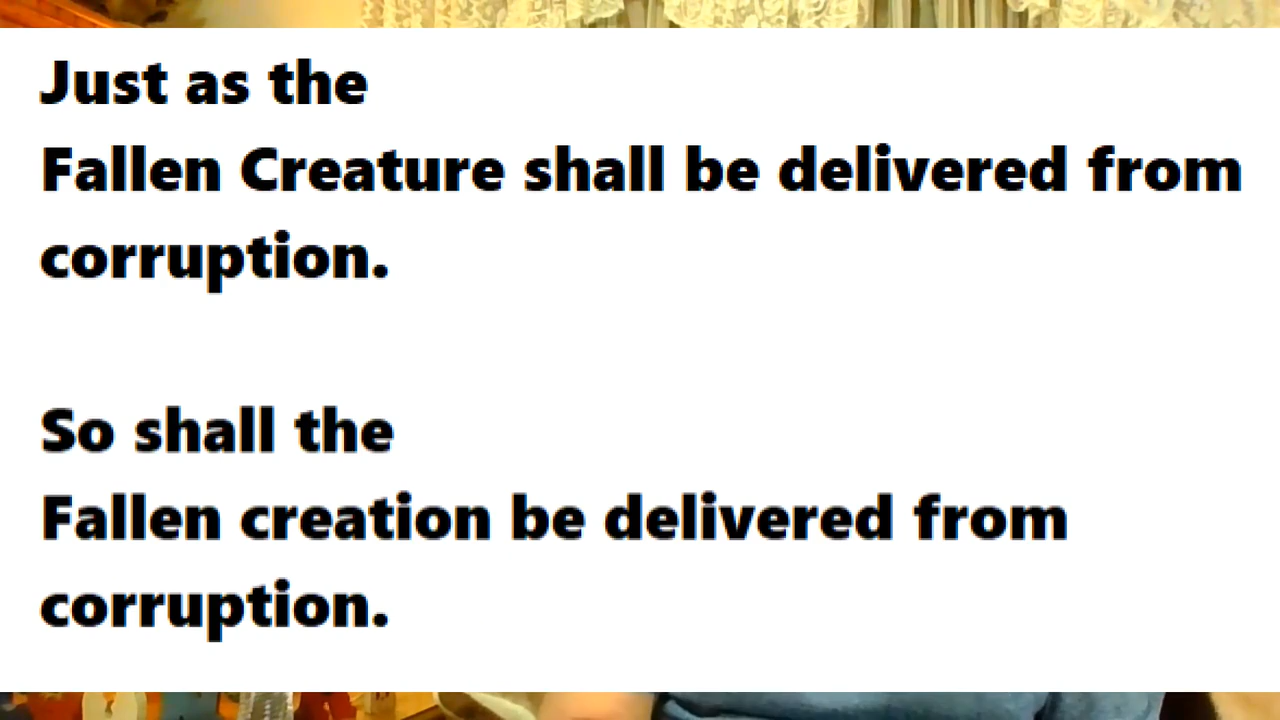 Just as the
Fallen Creature shall be delivered from
corruption.
So shall the
Fallen creation be delivered from
corruption.